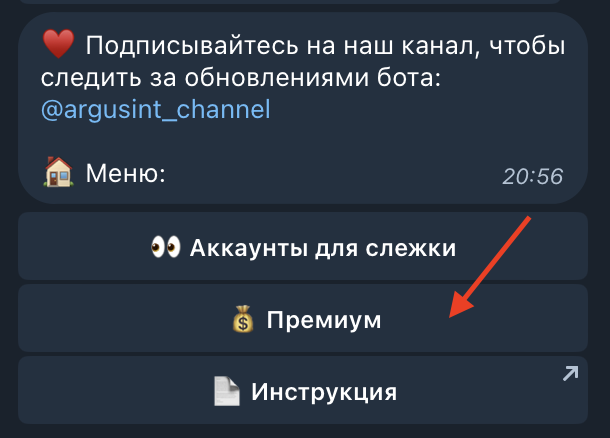 ❤️ Подписывайтесь на наш канал, чтобы
следить за обновлениями бота:
@argusint_channel
🏠 Меню:
20:56
👀 Аккаунты для слежки
💰 Премиум
📄 Инструкция